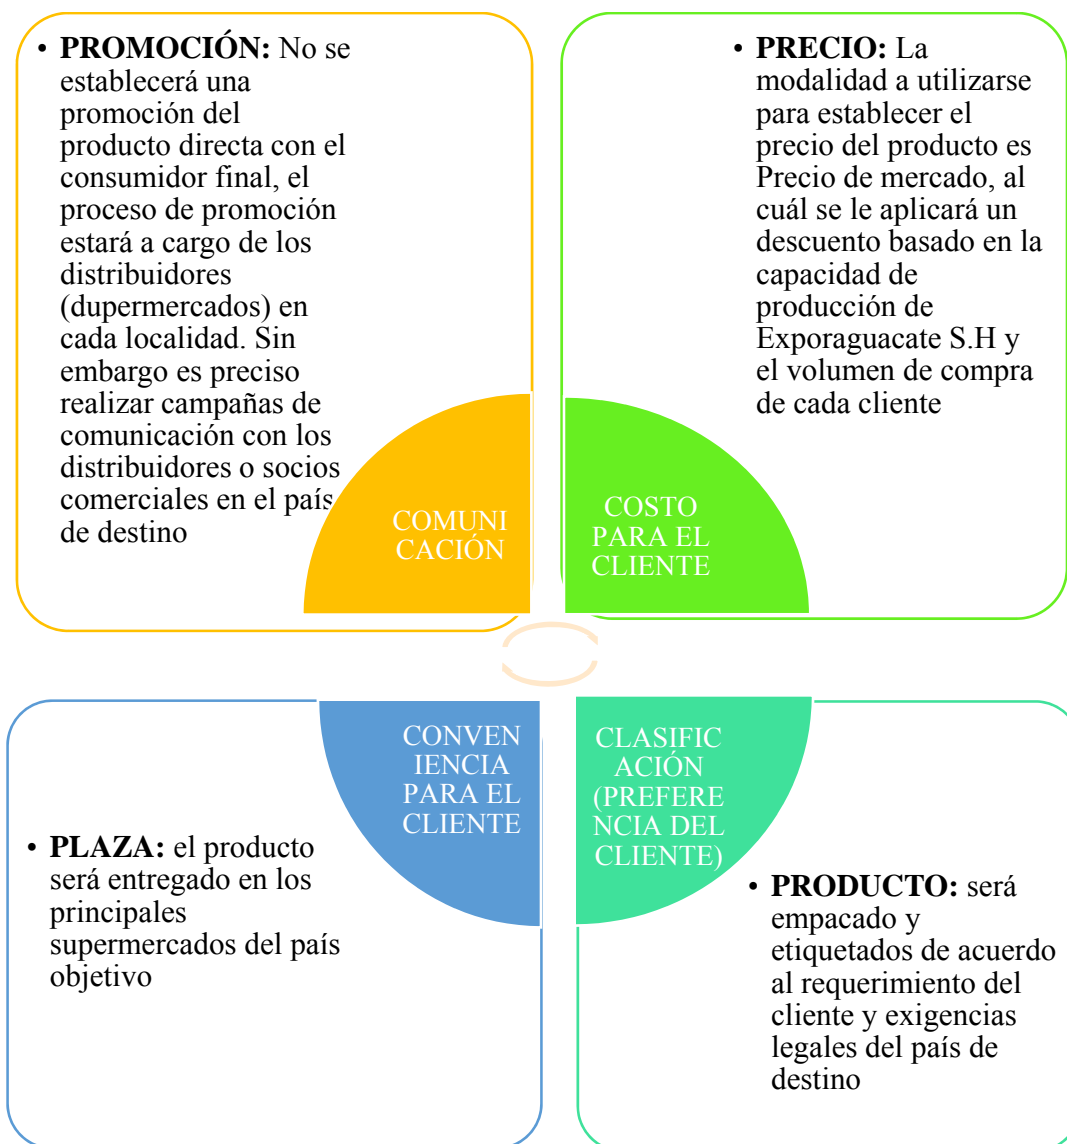 • PROMOCIÓN: No se
establecerá una
promoción del
producto directa con el
consumidor final, el
proceso de promoción
estará a cargo de los
distribuidores
(dupermercados) en
cada localidad. Sin
embargo es preciso
realizar campañas de
comunicación con los
distribuidores o socios
comerciales en el país
de destino
COMUNI
CACIÓN
• PRECIO: La
modalidad a utilizarse
para establecer el
precio del producto es
Precio de mercado, al
cuál se le aplicará un
descuento basado en la
capacidad de
producción de
Exporaguacate S.H y
el volumen de compra
de cada cliente
COSTO
PARA EL
CLIENTE
CONVEN
IENCIA
PARA EL
CLIENTE
• PLAZA: el producto
será entregado en los
principales
supermercados del país
objetivo
CLASIFIC
ACIÓN
(PREFERE
NCIA DEL
CLIENTE)
• PRODUCTO: será
empacado y
etiquetados de acuerdo
al requerimiento del
cliente y exigencias
legales del país de
destino